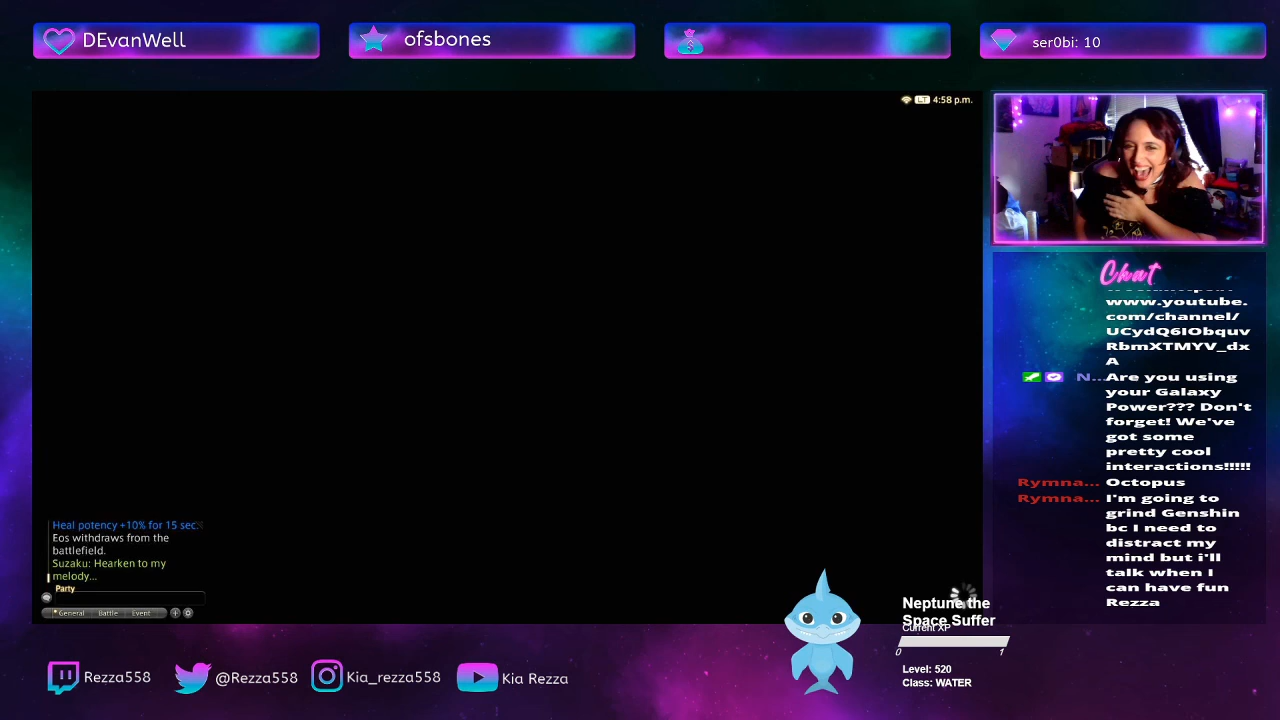 DEvanWell
ofsbones
ser0bi: 10
LT 4:58 p.m.
Chat
www.youtube.
com/channel/
UCydQ6IObquv
RbmXTMYV_dx
A
N... Are you using
your Galaxy
Power??? Don't
forget! We've
got some
pretty cool
interactions!!!!!
Rymna... Octopus
Rymna... I'm going to
grind Genshin
bc I need to
distract my
mind but i'll
talk when I
can have fun
Rezza
Heal potency +10% for 15 sec.
Eos withdraws from the
battlefield.
Suzaku: Hearken to my
melody...
Party
General Battle Event
Neptune the
Space Suffer
Current XP
0 1
Level: 520
Class: WATER
Rezza558 @Rezza558 Kia_rezza558 Kia Rezza